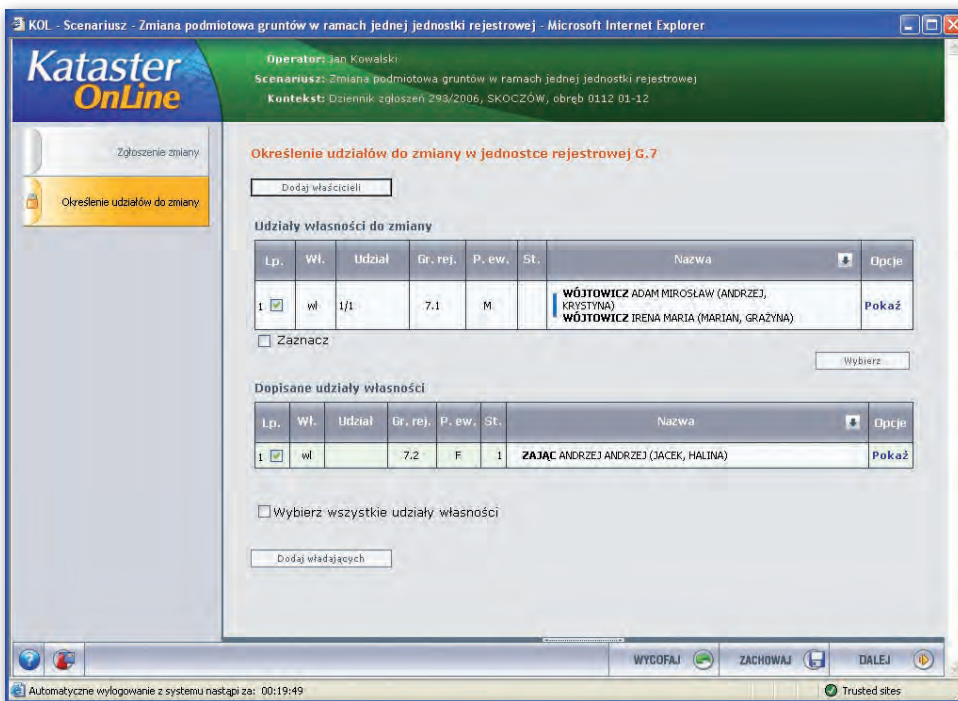 KOL - Scenariusz - Zmiana podmiotowa gruntów w ramach jednej jednostki rejestrowej - Microsoft Internet Explorer
Kataster
OnLine
Operator: Jan Kowalski
Scenariusz: Zmiana podmiotowa gruntów w ramach jednej jednostki rejestrowej
Kontekst: Dziennik zgłoszeń 293/2006, SKOCZÓW, obręb 0112 01-12
Zgłoszenie zmiany
Określenie udziałów do zmiany
Określenie udziałów do zmiany w jednostce rejestrowej G.7
Dodaj właścicieli
Udziały własności do zmiany
Lp. Wł. Udział Gr. rej. P. ew. St. Nazwa Opcje
1 wł 1/1 7.1 M WÓJTOWICZ ADAM MIROSŁAW (ANDRZEJ,
KRYSTYNA)
WÓJTOWICZ IRENA MARIA (MARIAN, GRAŻYNA) Pokaż
Zaznacz
Wybierz
Dopisane udziały własności
Lp. Wł. Udział Gr. rej. P. ew. St. Nazwa Opcje
1 wł 7.2 F 1 ZAJĄC ANDRZEJ ANDRZEJ (JACEK, HALINA) Pokaż
Wybierz wszystkie udziały własności
Dodaj władających
WYCOFAJ ZACHOWAJ DALEJ
Automatyczne wylogowanie z systemu nastąpi za: 00:19:49 Trusted sites